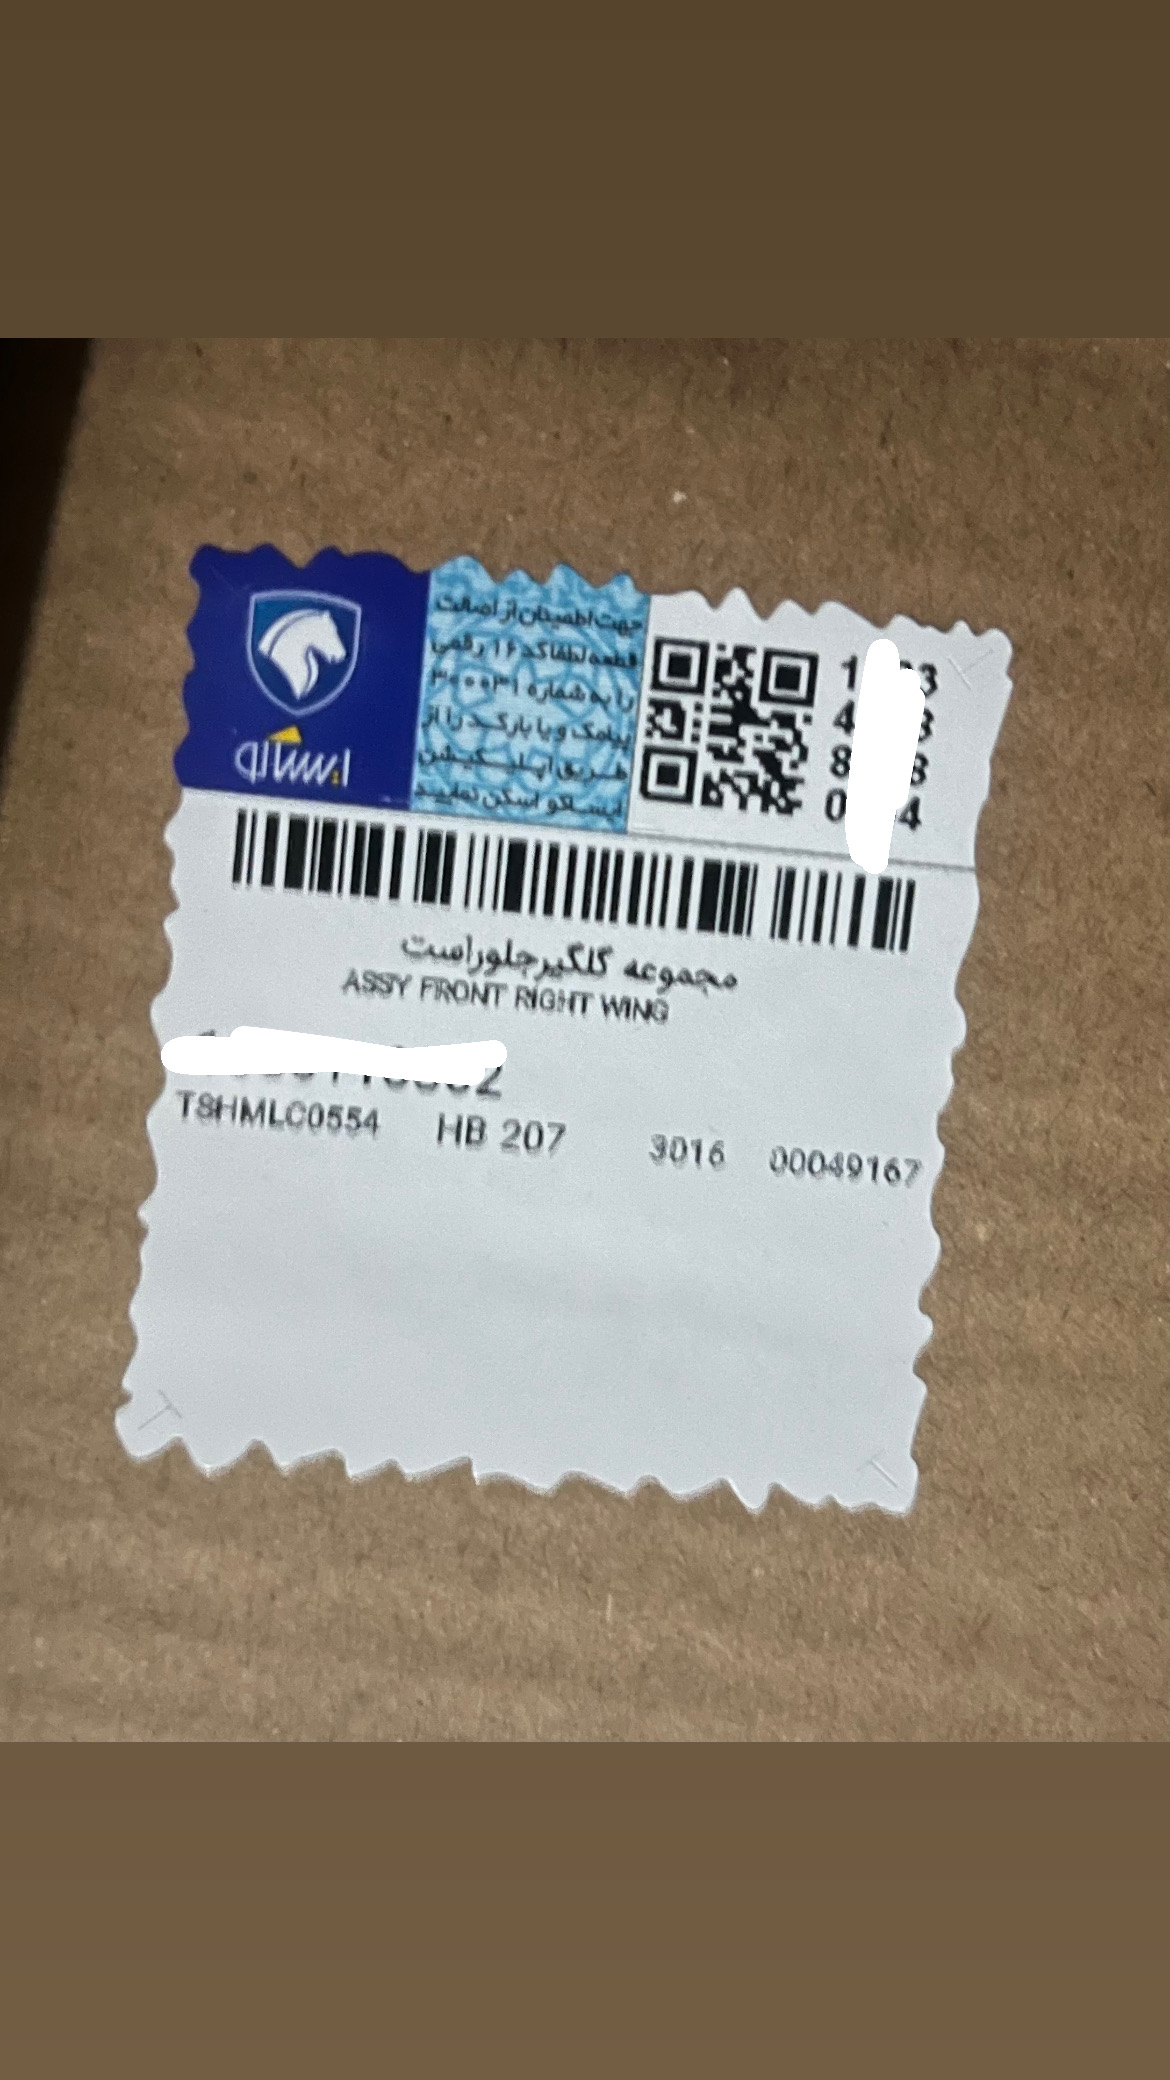 ایساکو
جهت اطمینان از اصالت
قطعه لطفا کد ۱۶ رقمی
را به شماره ۳۰۰۰۳۱
پیامک و یا بارکد را از
طریق اپلیکیشن
ایساکو اسکن نمایید
مجموعه گلگیر جلو راست
ASSY FRONT RIGHT WING
TSHMLC0554 HB 207 3016 00049167